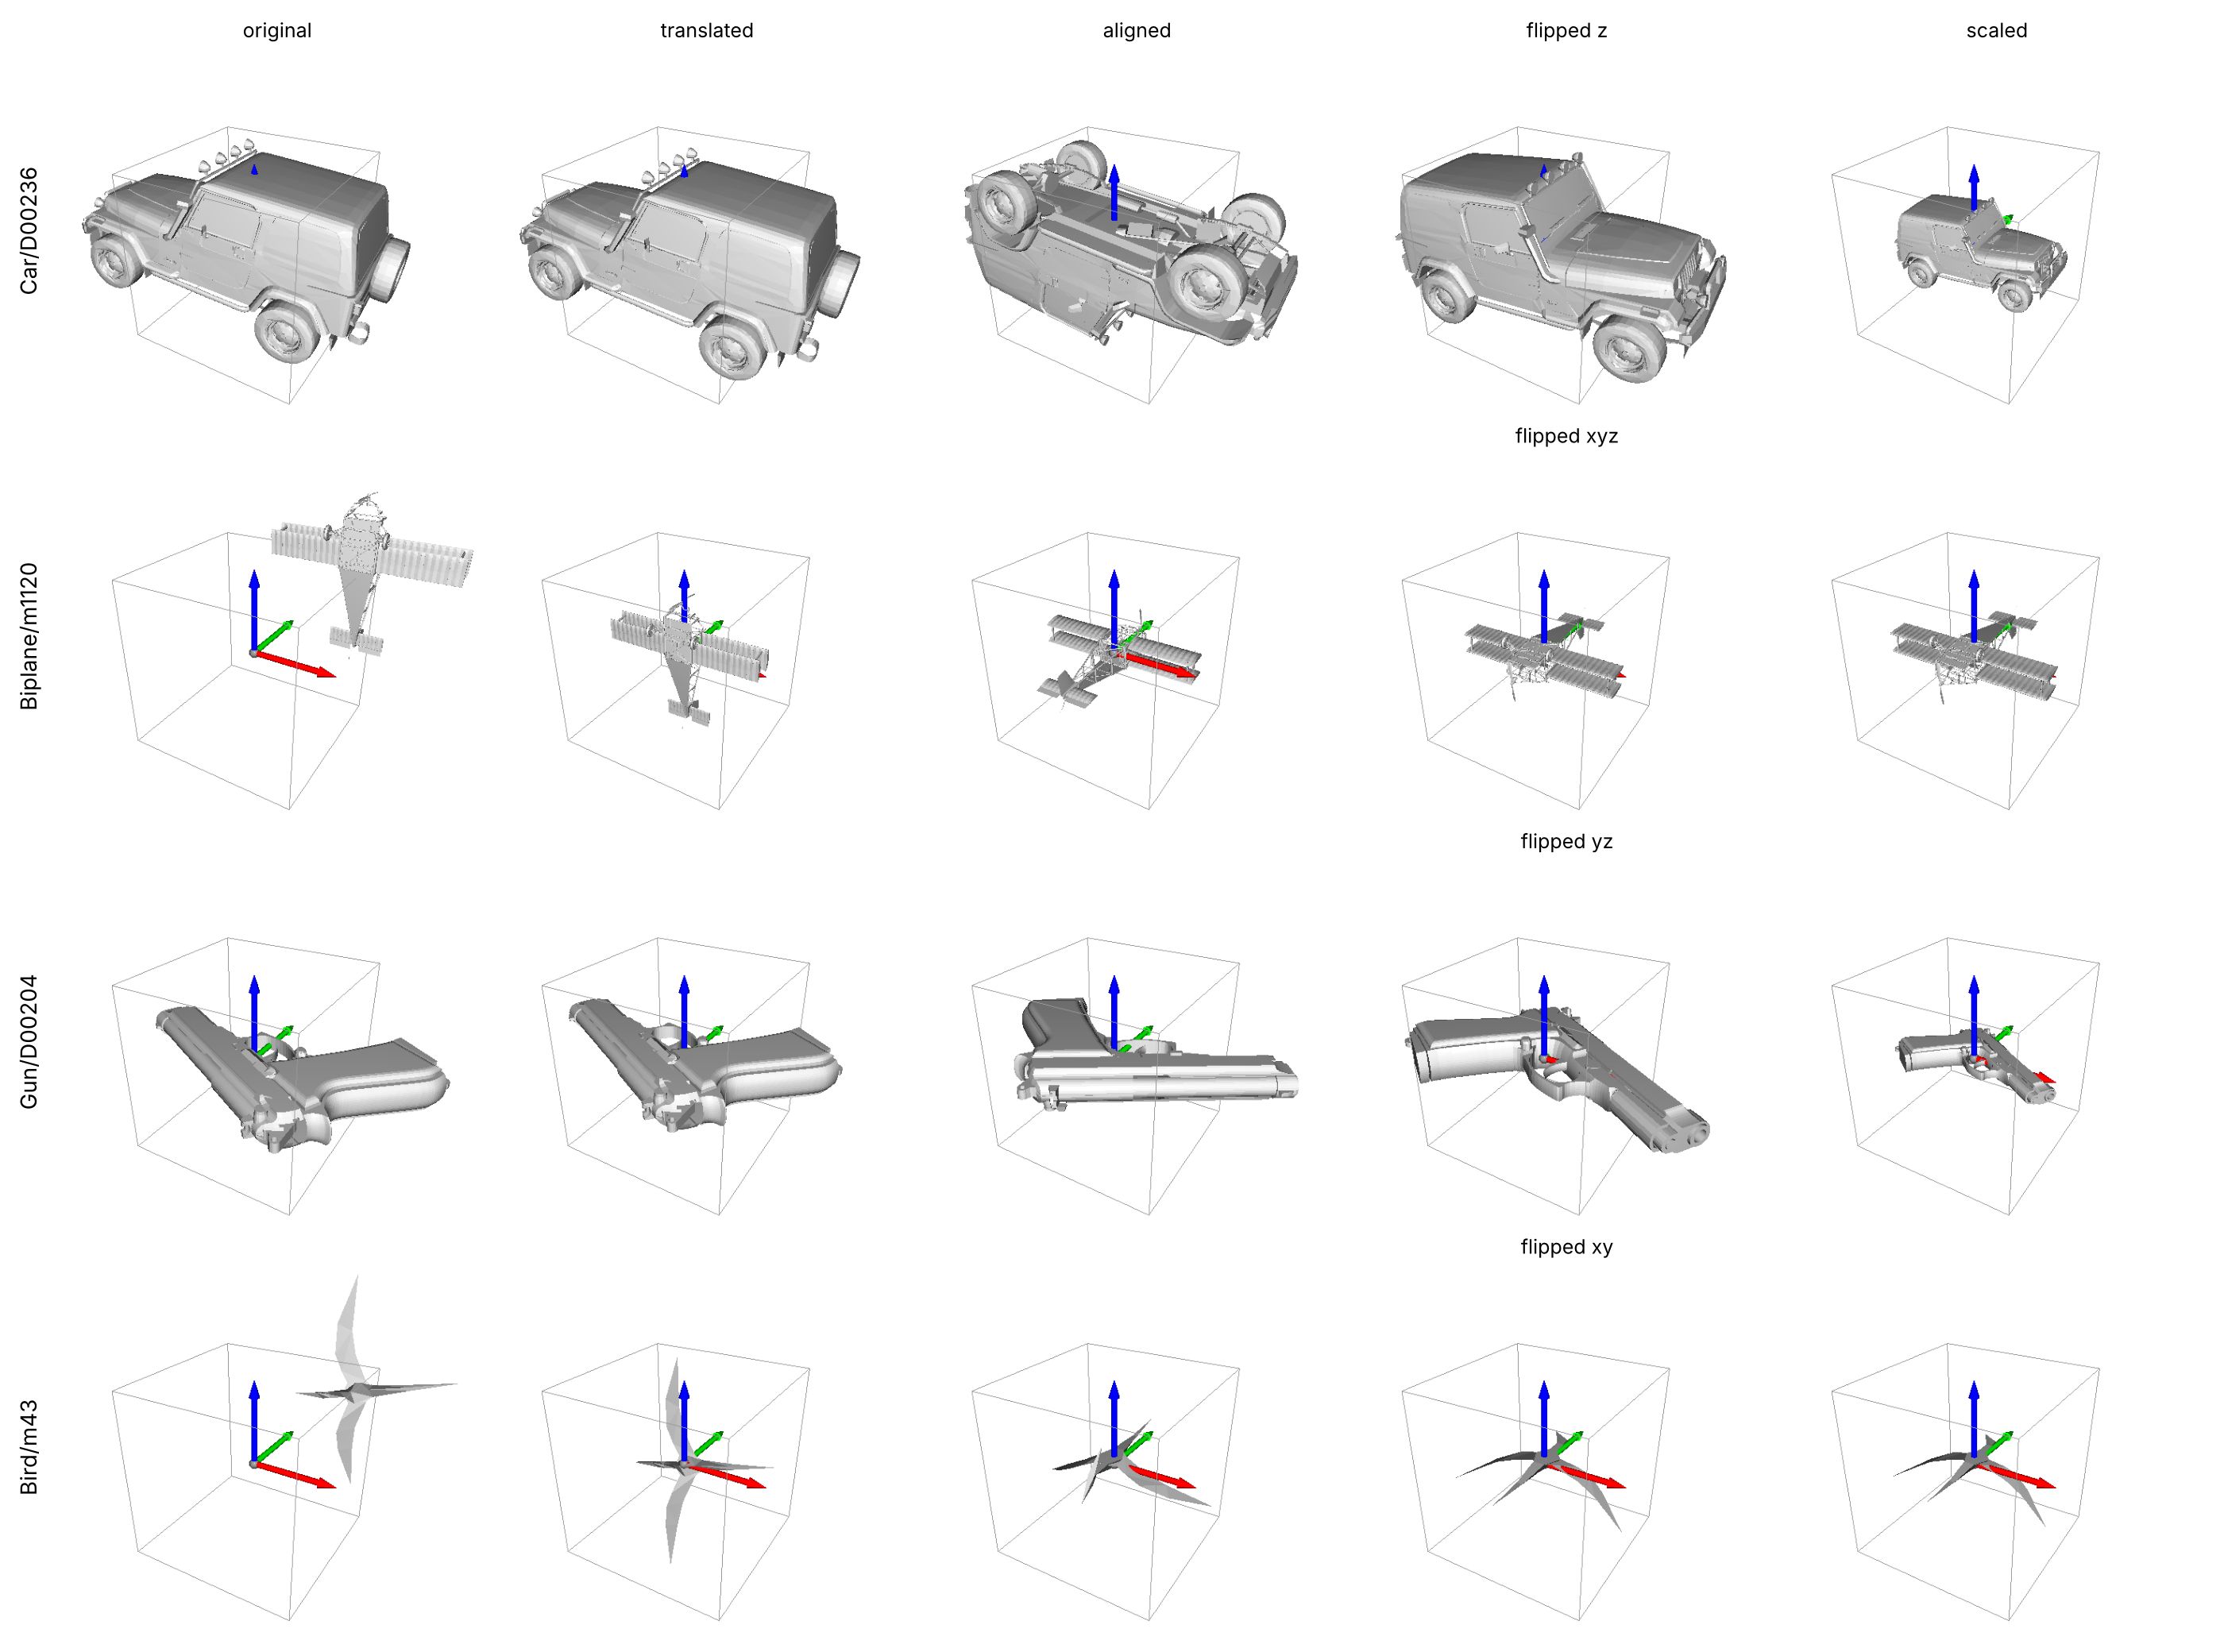 original
translated
aligned
flipped z
scaled
Car/D00236
flipped xyz
Biplane/m1120
flipped yz
Gun/D00204
flipped xy
Bird/m43